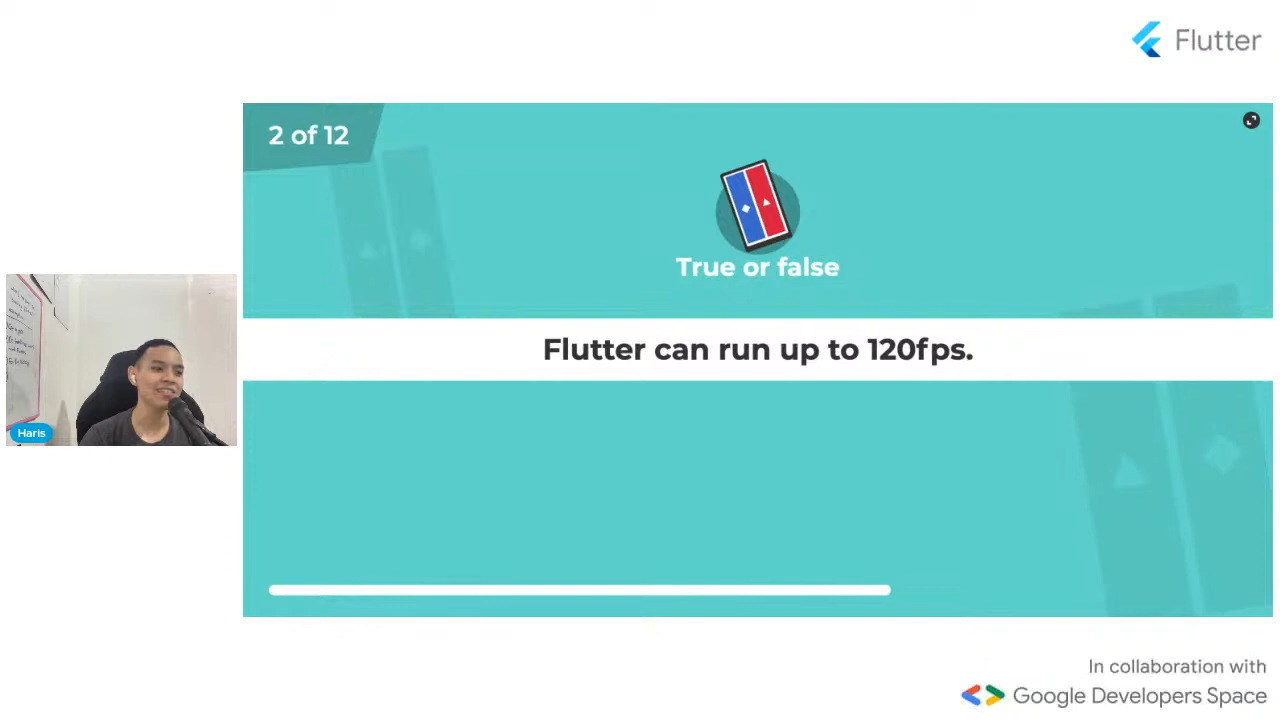 Flutter
2 of 12
True or false
Flutter can run up to 120fps.
Haris
In collaboration with
Google Developers Space